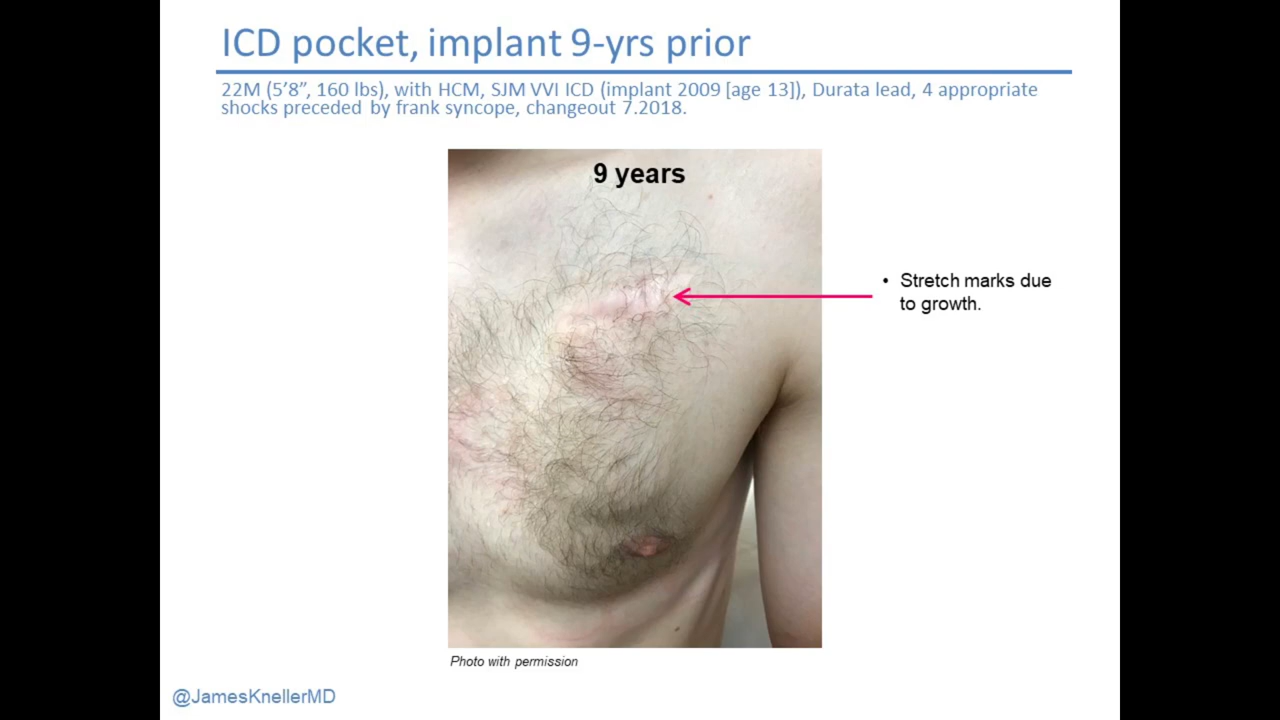 ICD pocket, implant 9-yrs prior
22M (5’8”, 160 lbs), with HCM, SJM VVI ICD (implant 2009 [age 13]), Durata lead, 4 appropriate
shocks preceded by frank syncope, changeout 7.2018.
9 years
• Stretch marks due
to growth.
Photo with permission
@JamesKnellerMD